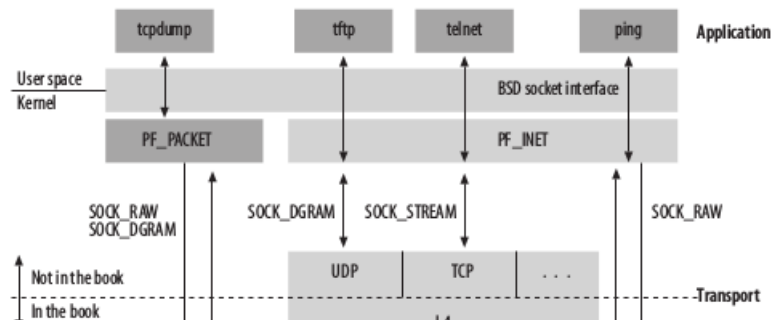 tcpdump
tftp
telnet
ping
Application
User space
Kernel
BSD socket interface
PF_PACKET
PF_INET
SOCK_RAW
SOCK_DGRAM
SOCK_DGRAM
SOCK_STREAM
SOCK_RAW
UDP
TCP
. . .
Not in the book
Transport
In the book